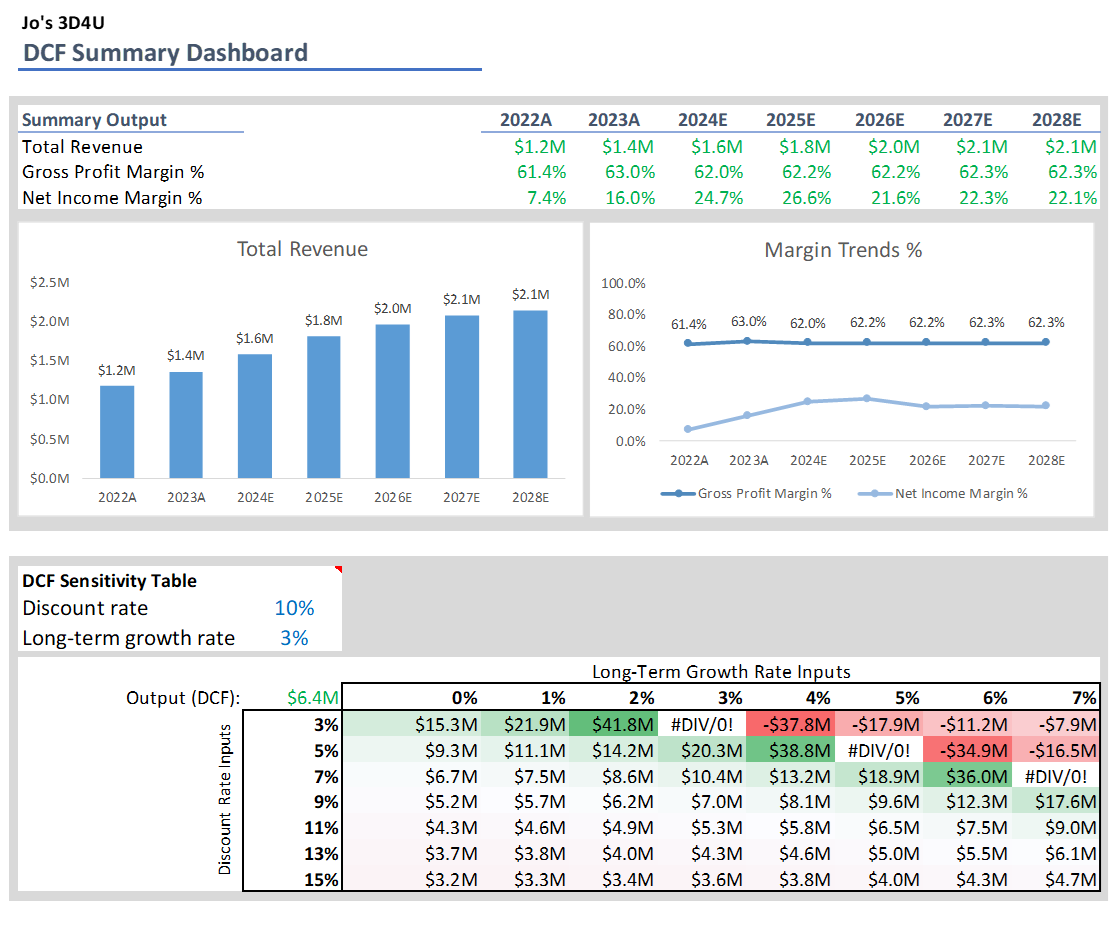 Jo's 3D4U
DCF Summary Dashboard
Summary Output 2022A 2023A 2024E 2025E 2026E 2027E 2028E
Total Revenue $1.2M $1.4M $1.6M $1.8M $2.0M $2.1M $2.1M
Gross Profit Margin % 61.4% 63.0% 62.0% 62.2% 62.2% 62.3% 62.3%
Net Income Margin % 7.4% 16.0% 24.7% 26.6% 21.6% 22.3% 22.1%
Total Revenue
$2.5M
$2.0M
$1.5M
$1.0M
$0.5M
$0.0M
$1.2M $1.4M $1.6M $1.8M $2.0M $2.1M $2.1M
2022A 2023A 2024E 2025E 2026E 2027E 2028E
Margin Trends %
100.0%
80.0%
60.0%
40.0%
20.0%
0.0%
61.4% 63.0% 62.0% 62.2% 62.2% 62.3% 62.3%
2022A 2023A 2024E 2025E 2026E 2027E 2028E
Gross Profit Margin % Net Income Margin %
DCF Sensitivity Table
Discount rate 10%
Long-term growth rate 3%
Long-Term Growth Rate Inputs
Output (DCF): $6.4M 0% 1% 2% 3% 4% 5% 6% 7%
Discount Rate Inputs
3% $15.3M $21.9M $41.8M #DIV/0! -$37.8M -$17.9M -$11.2M -$7.9M
5% $9.3M $11.1M $14.2M $20.3M $38.8M #DIV/0! -$34.9M -$16.5M
7% $6.7M $7.5M $8.6M $10.4M $13.2M $18.9M $36.0M #DIV/0!
9% $5.2M $5.7M $6.2M $7.0M $8.1M $9.6M $12.3M $17.6M
11% $4.3M $4.6M $4.9M $5.3M $5.8M $6.5M $7.5M $9.0M
13% $3.7M $3.8M $4.0M $4.3M $4.6M $5.0M $5.5M $6.1M
15% $3.2M $3.3M $3.4M $3.6M $3.8M $4.0M $4.3M $4.7M